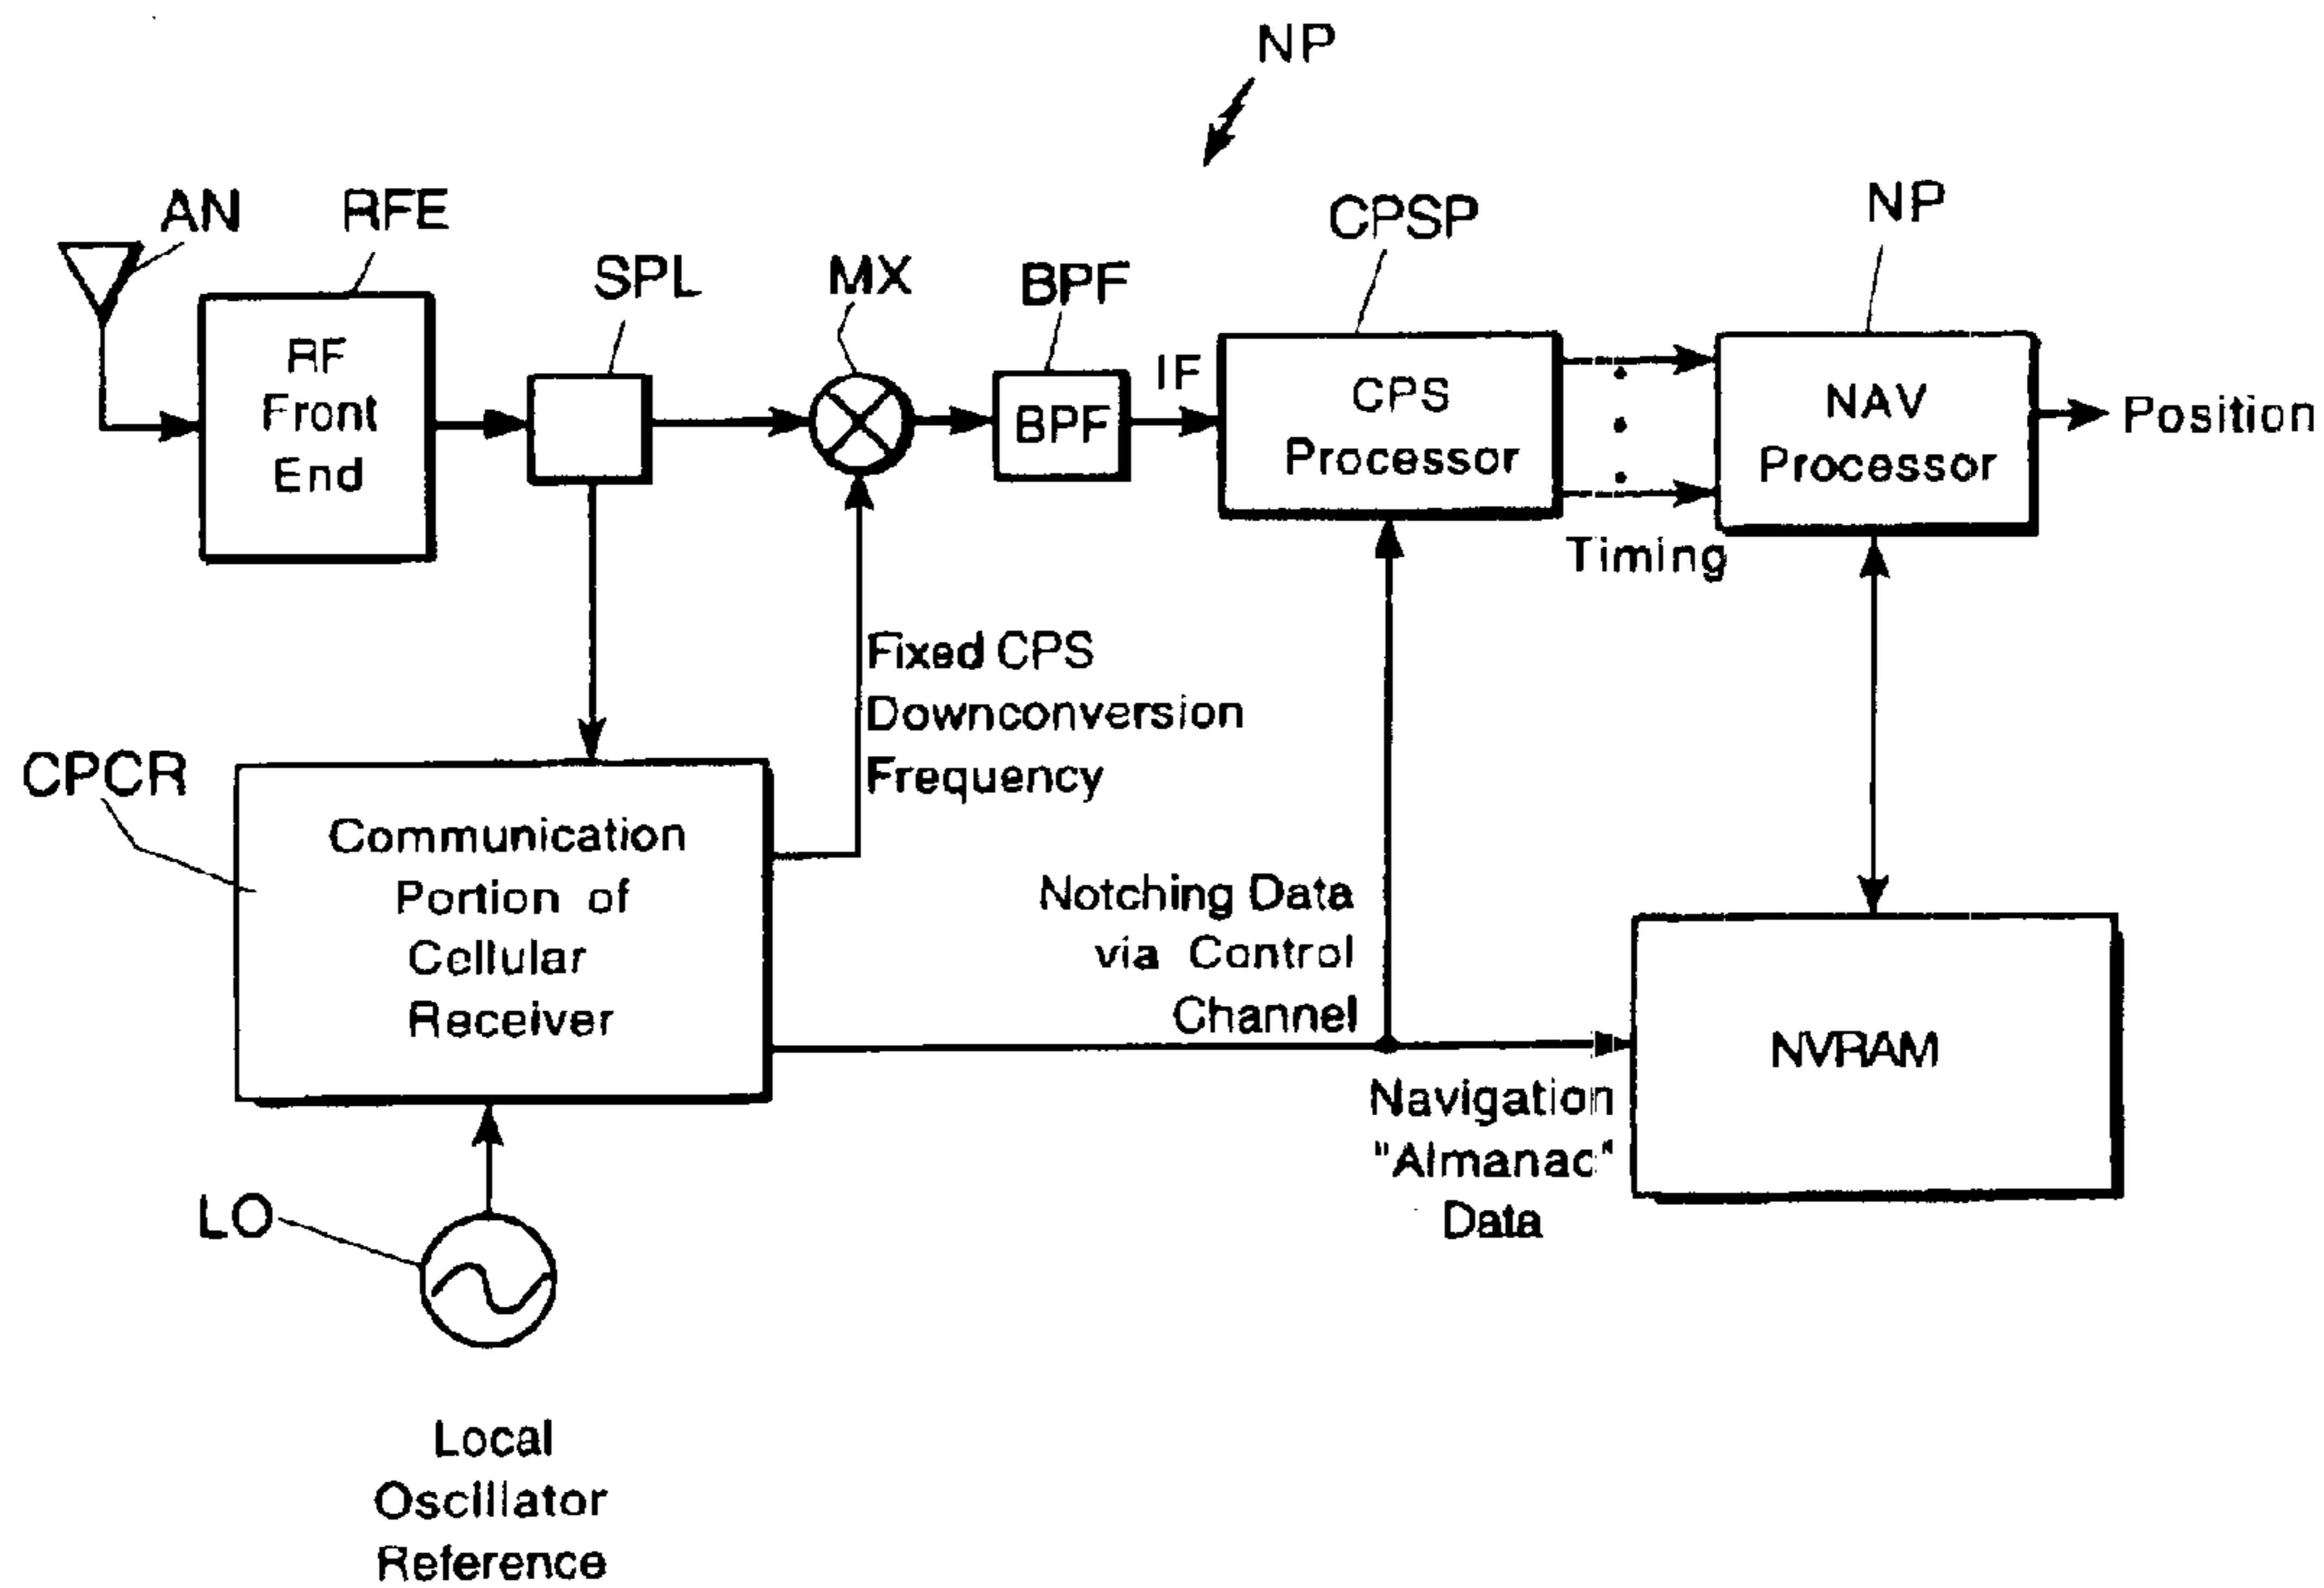 NP
AN
RFE
SPL
MX
BPF
CPSP
NP
RF
Front
End
BPF
IF
CPS
Processor
NAV
Processor
Position
Timing
Fixed CPS
Downconversion
Frequency
CPCR
Communication
Portion of
Cellular
Receiver
Notching Data
via Control
Channel
NVRAM
Navigation
"Almanac"
Data
LO
Local
Oscillator
Reference